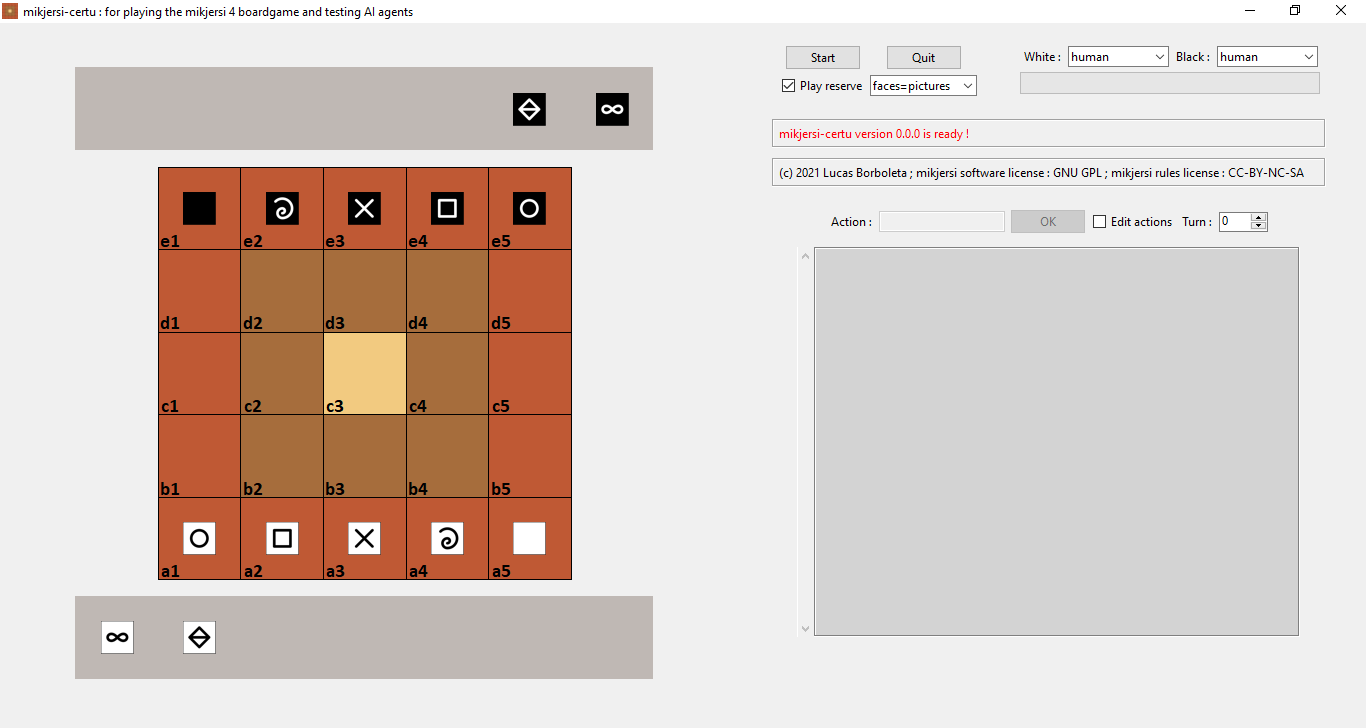 mikjersi-certu : for playing the mikjersi 4 boardgame and testing AI agents
Start Quit White : human Black : human
Play reserve faces=pictures
mikjersi-certu version 0.0.0 is ready !
(c) 2021 Lucas Borboleta ; mikjersi software license : GNU GPL ; mikjersi rules license : CC-BY-NC-SA
Action : OK Edit actions Turn : 0
e1 e2 e3 e4 e5
d1 d2 d3 d4 d5
c1 c2 c3 c4 c5
b1 b2 b3 b4 b5
a1 a2 a3 a4 a5